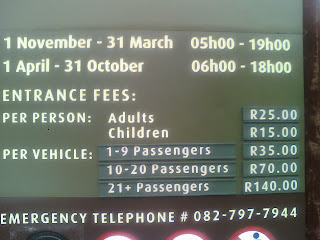 1 November - 31 March 05h00 - 19h00
1 April - 31 October 06h00 - 18h00
ENTRANCE FEES:
PER PERSON: Adults R25.00
Children R15.00
PER VEHICLE: 1-9 Passengers R35.00
10-20 Passengers R70.00
21+ Passengers R140.00
EMERGENCY TELEPHONE # 082-797-7944